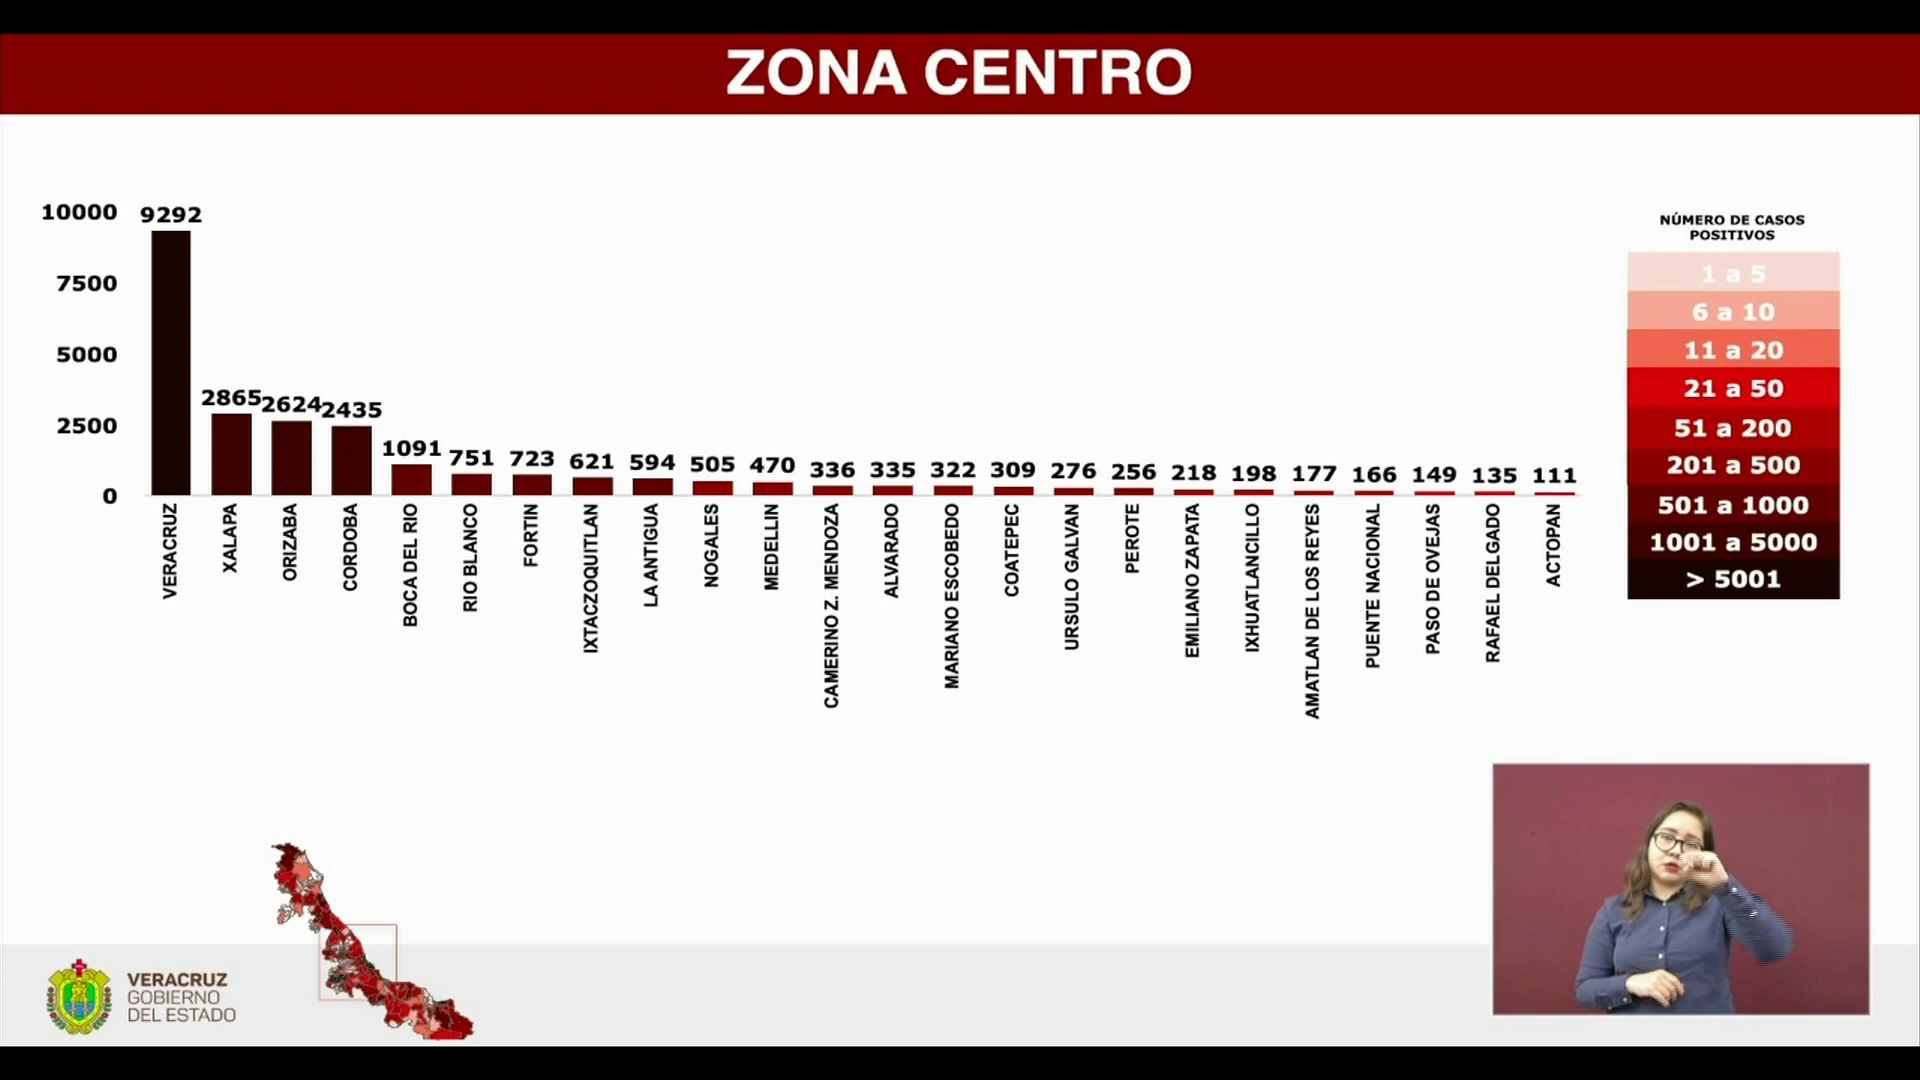 ZONA CENTRO
10000
7500
5000
2500
0
9292
2865
2624
2435
1091
751
723
621
594
505
470
336
335
322
309
276
256
218
198
177
166
149
135
111
VERACRUZ
XALAPA
ORIZABA
CORDOBA
BOCA DEL RIO
RIO BLANCO
FORTIN
IXTACZOQUITLAN
LA ANTIGUA
NOGALES
MEDELLIN
CAMERINO Z. MENDOZA
ALVARADO
MARIANO ESCOBEDO
COATEPEC
URSULO GALVAN
PEROTE
EMILIANO ZAPATA
IXHUATLANCILLO
AMATLAN DE LOS REYES
PUENTE NACIONAL
PASO DE OVEJAS
RAFAEL DELGADO
ACTOPAN
NÚMERO DE CASOS
POSITIVOS
1 a 5
6 a 10
11 a 20
21 a 50
51 a 200
201 a 500
501 a 1000
1001 a 5000
> 5001
VERACRUZ
GOBIERNO
DEL ESTADO